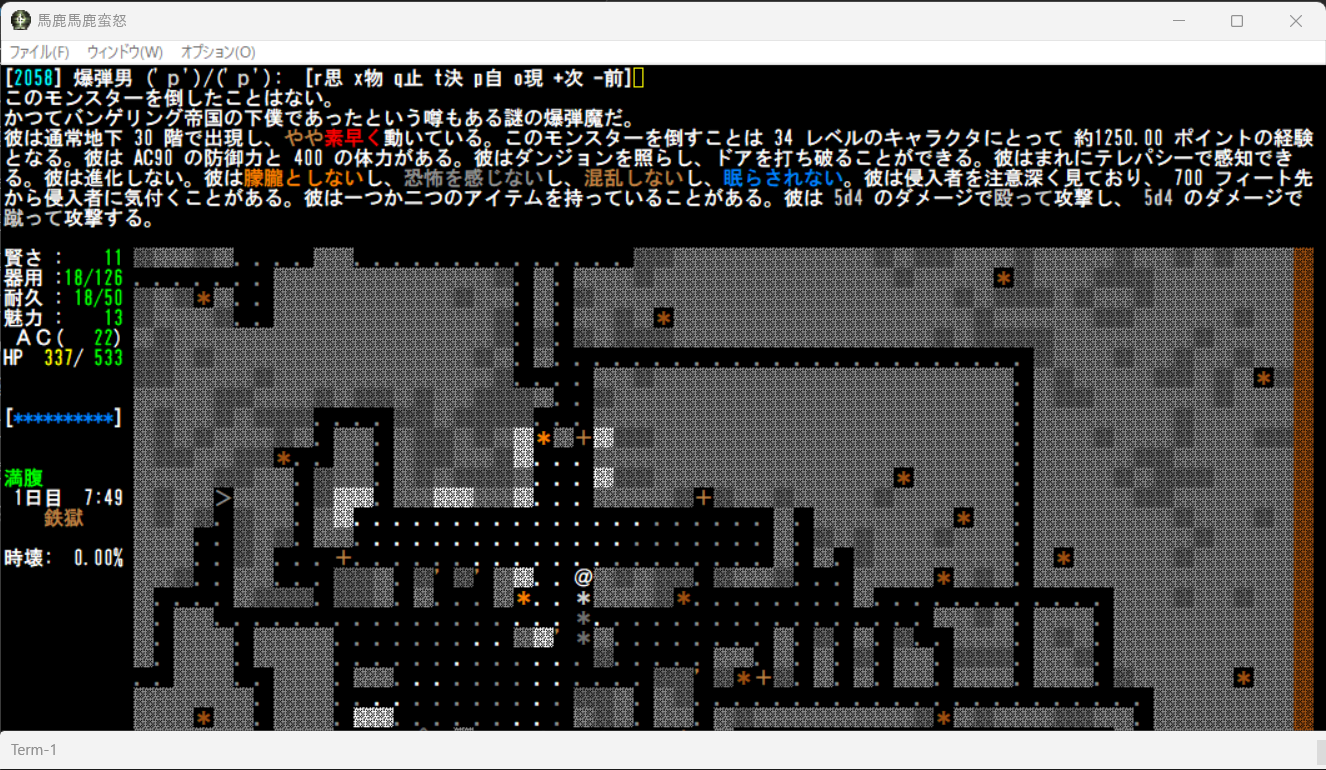 馬鹿馬鹿蛮怒
ファイル(F) ウィンドウ(W) オプション(O)
[2058] 爆弾男 ('p')/('p'): [r思 x物 q止 t決 p自 o現 +次 -前]
このモンスターを倒したことはない。
かつてバンゲリング帝国の下僕であったという噂もある謎の爆弾魔だ。
彼は通常地下 30 階で出現し、やや素早く動いている。このモンスターを倒すことは 34 レベルのキャラクタにとって 約1250.00 ポイントの経験
となる。彼は AC90 の防御力と 400 の体力がある。彼はダンジョンを照らし、ドアを打ち破ることができる。彼はまれにテレパシーで感知でき
る。彼は進化しない。彼は朦朧としないし、恐怖を感じないし、混乱しないし、眠らされない。彼は侵入者を注意深く見ており、 700 フィート先
から侵入者に気付くことがある。彼は一つか二つのアイテムを持っていることがある。彼は 5d4 のダメージで殴って攻撃し、 5d4 のダメージで
蹴って攻撃する。
賢さ : 11
器用 :18/126
耐久 : 18/50
魅力 : 13
AC( 22)
HP 337/ 533
[**********]
満腹
1日目 7:49
鉄獄
時壊: 0.00%
Term-1